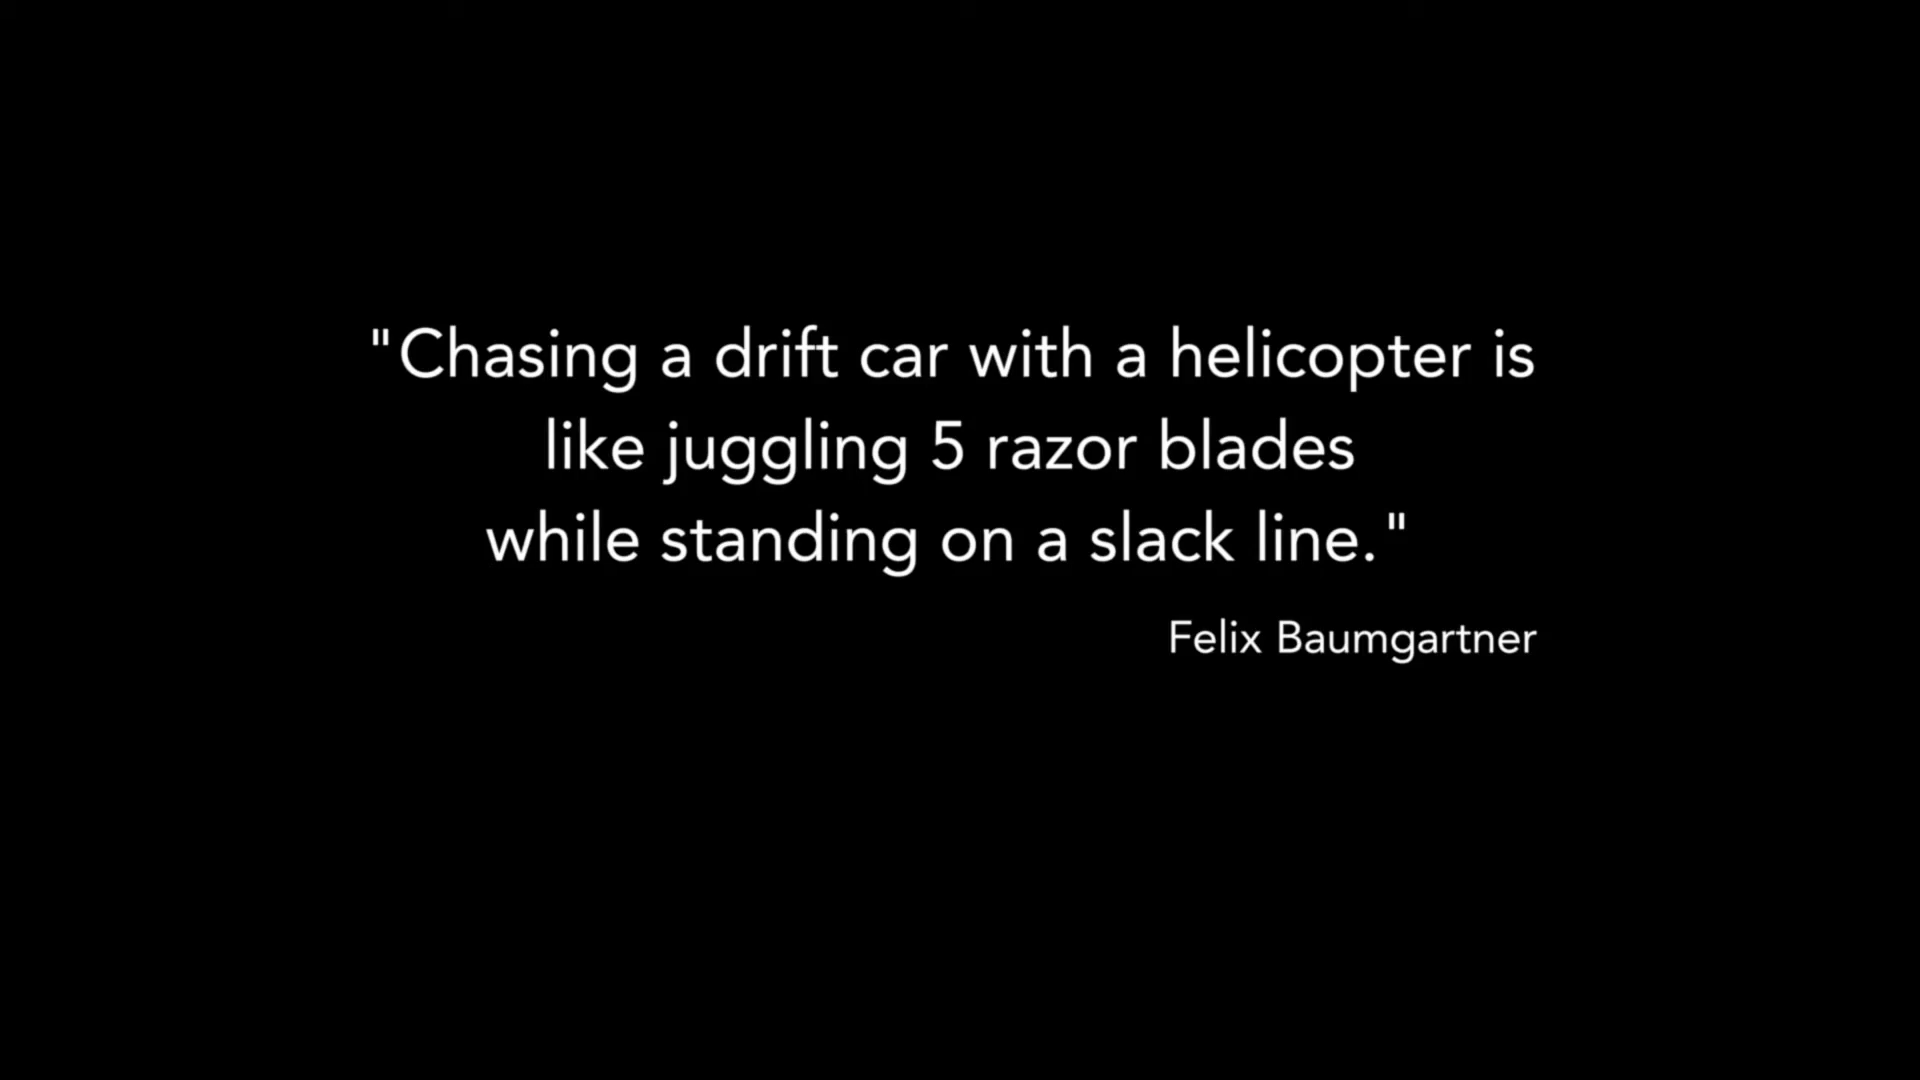 "Chasing a drift car with a helicopter is
like juggling 5 razor blades
while standing on a slack line."
Felix Baumgartner